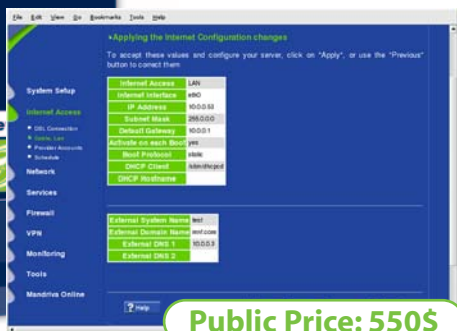 File Edit View Go Bookmarks Tools Help
Applying the Internet Configuration changes
To accept these values and configure your server, click on "Apply", or use the "Previous"
button to correct them
System Setup
Internet Access
DSL Connection
Cable, Lan
Provider Accounts
Schedule
Network
Services
Firewall
VPN
Monitoring
Tools
Mandriva Online
Internet Access LAN
Internet Interface eth0
IP Address 10.0.0.53
Subnet Mask 255.0.0.0
Default Gateway 10.0.0.1
Activate on each Boot yes
Boot Protocol static
DHCP Client
DHCP Hostname
External System Name test
External Domain Name
External DNS 1 10.0.0.3
External DNS 2
? Help
Public Price: 550$